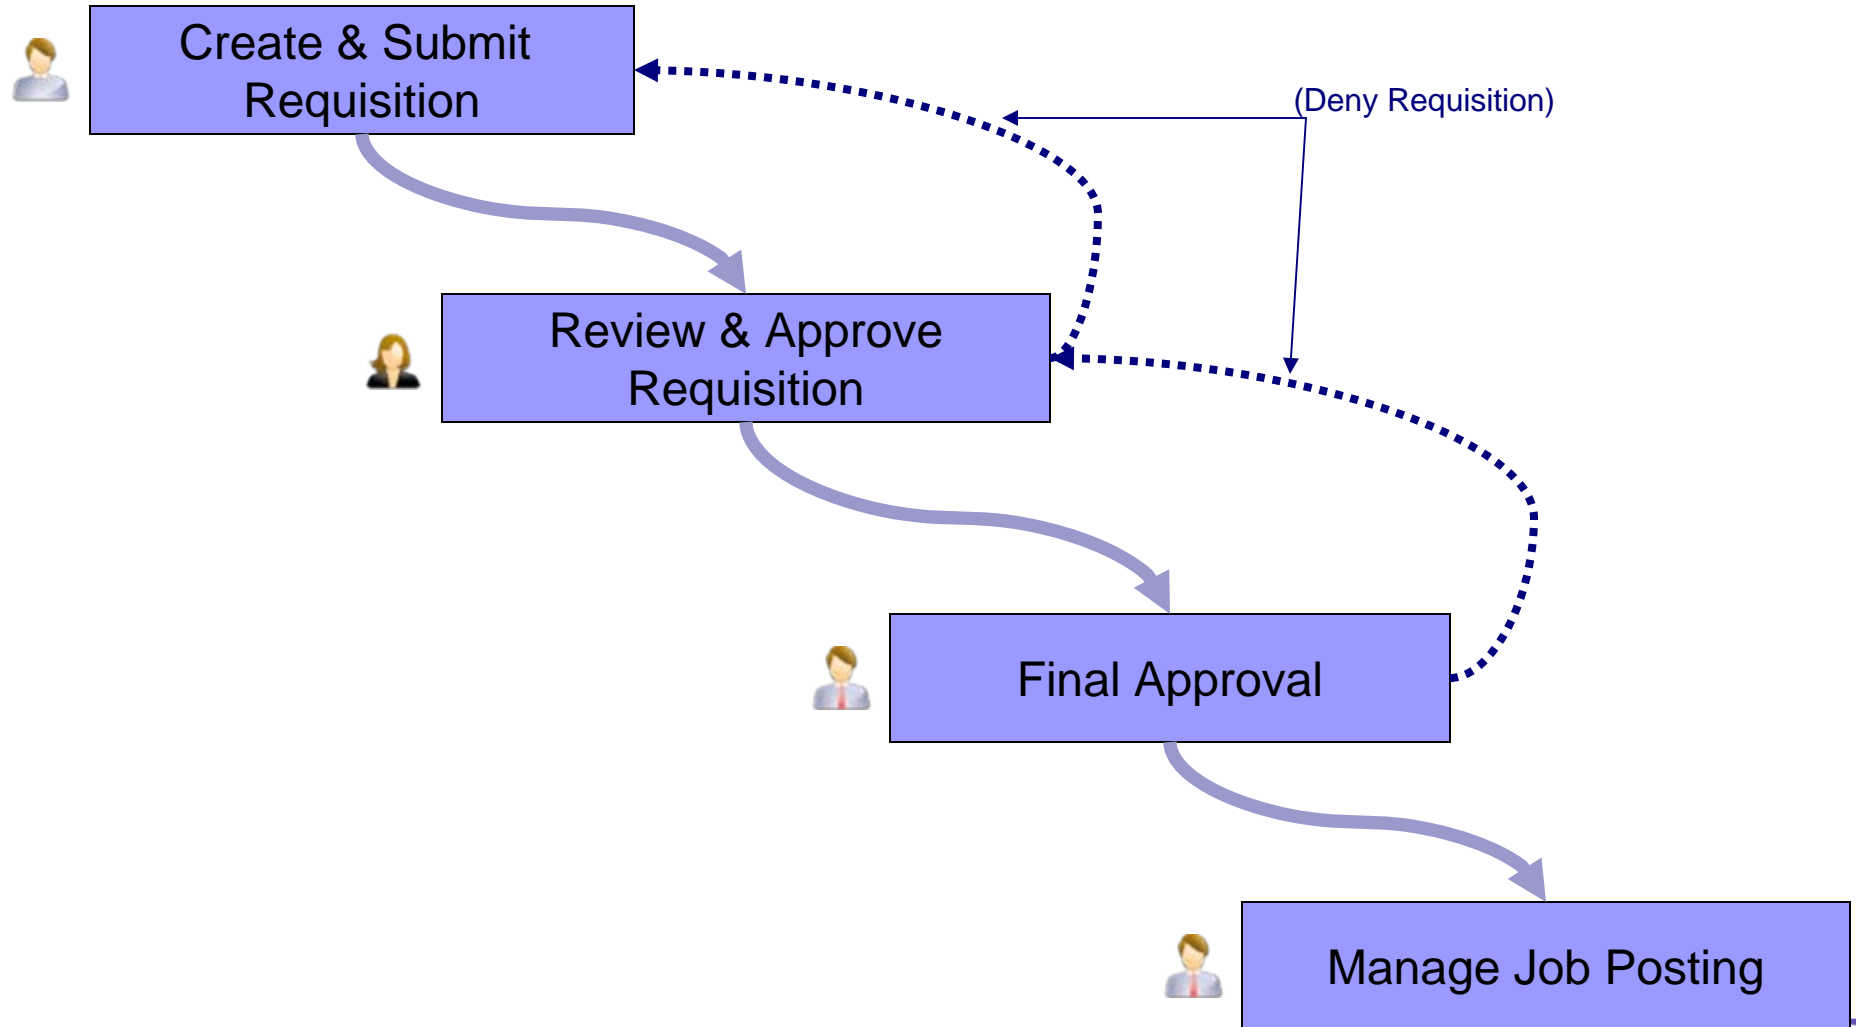 Create & Submit
Requisition
(Deny Requisition)
Review & Approve
Requisition
Final Approval
Manage Job Posting